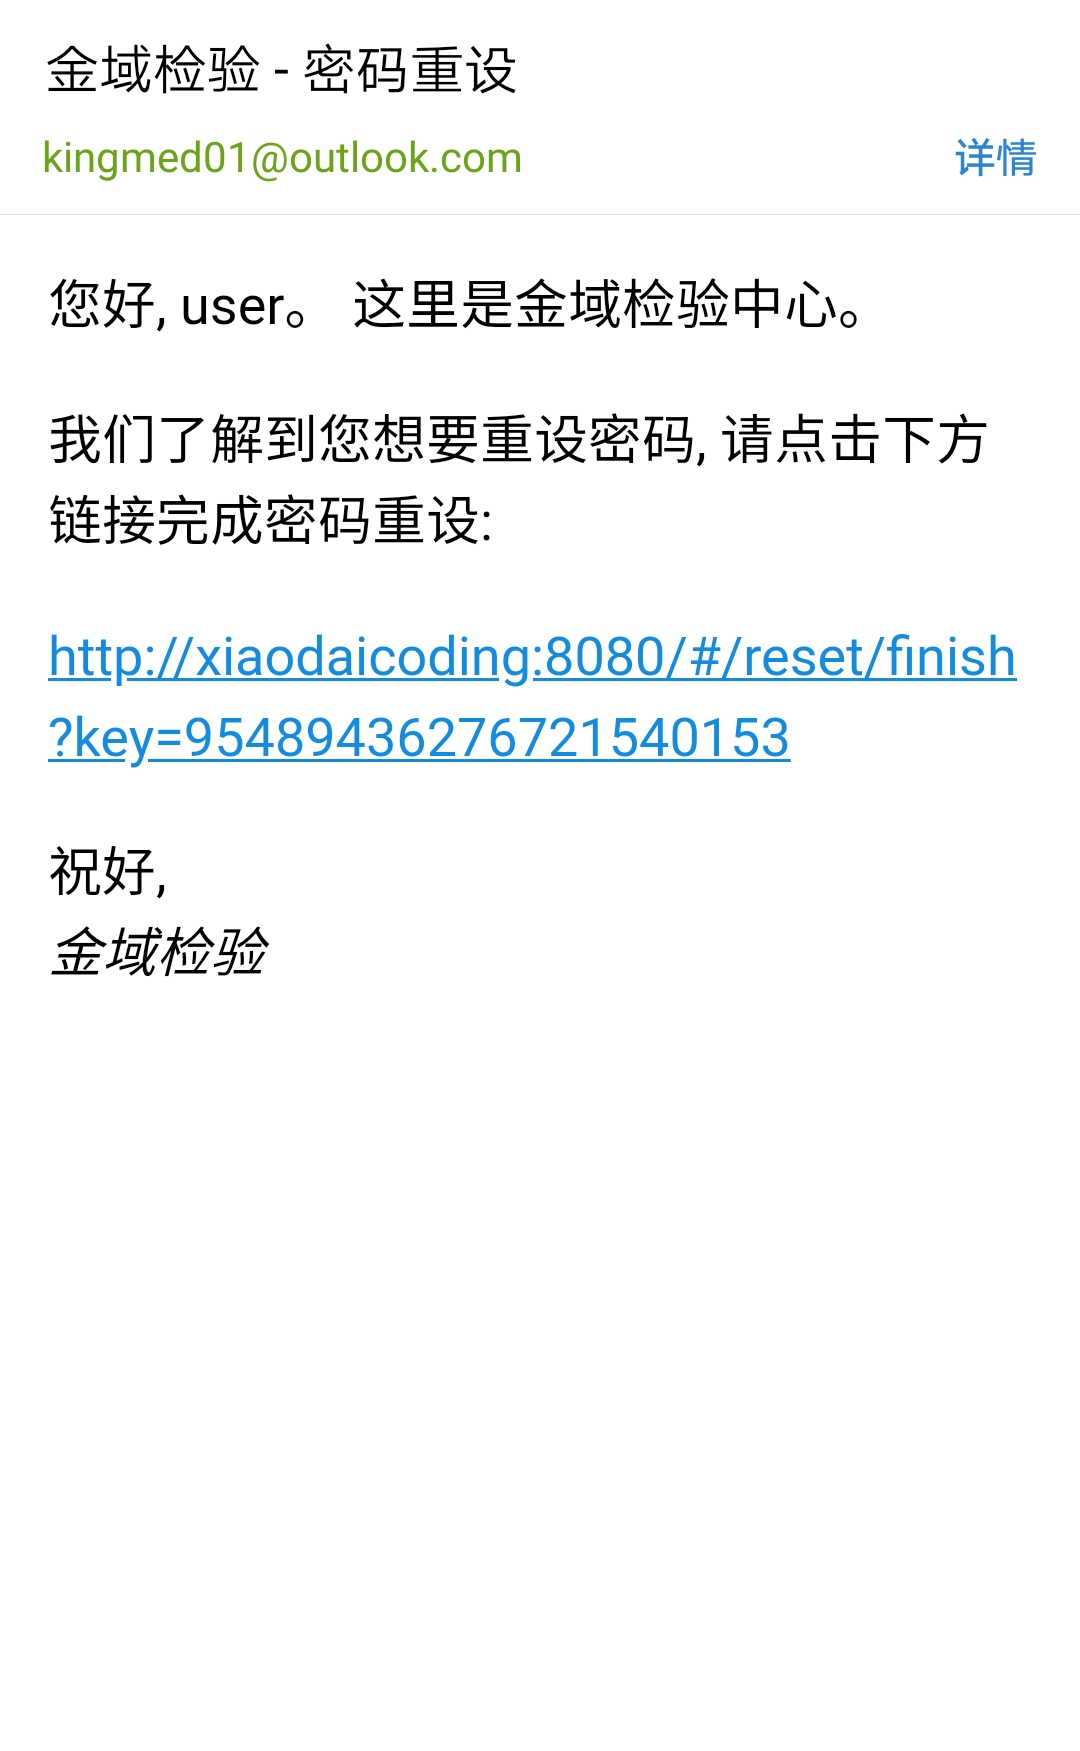 金域检验 - 密码重设
kingmed01@outlook.com
详情
您好, user。 这里是金域检验中心。
我们了解到您想要重设密码, 请点击下方
链接完成密码重设:
http://xiaodaicoding:8080/#/reset/finish
?key=95489436276721540153
祝好,
金域检验